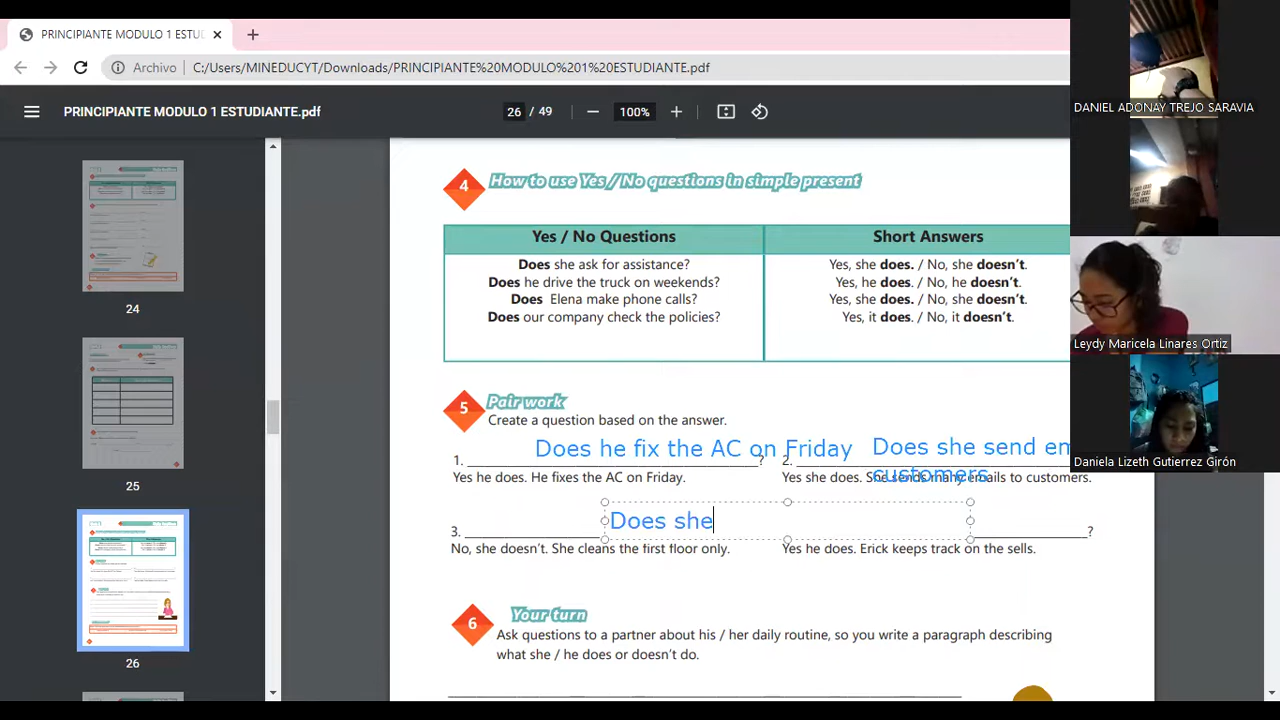 PRINCIPIANTE MODULO 1 ESTU
Archivo
C:/Users/MINEDUCYT/Downloads/PRINCIPIANTE%20MODULO%201%20ESTUDIANTE.pdf
PRINCIPIANTE MODULO 1 ESTUDIANTE.pdf
26 / 49
100%
24
25
26
4 How to use Yes / No questions in simple present
Yes / No Questions
Short Answers
Does she ask for assistance?
Yes, she does. / No, she doesn't.
Does he drive the truck on weekends?
Yes, he does. / No, he doesn't.
Does Elena make phone calls?
Yes, she does. / No, she doesn't.
Does our company check the policies?
Yes, it does. / No, it doesn't.
5 Pair work
Create a question based on the answer.
Does he fix the AC on Friday
Does she send em
customers
1. ?
2.
Yes he does. He fixes the AC on Friday.
Yes she does. She sends many emails to customers.
Does she
3. ?
No, she doesn't. She cleans the first floor only.
Yes he does. Erick keeps track on the sells.
6 Your turn
Ask questions to a partner about his / her daily routine, so you write a paragraph describing
what she / he does or doesn't do.
DANIEL ADONAY TREJO SARAVIA
Leydy Maricela Linares Ortiz
Daniela Lizeth Gutierrez Girón